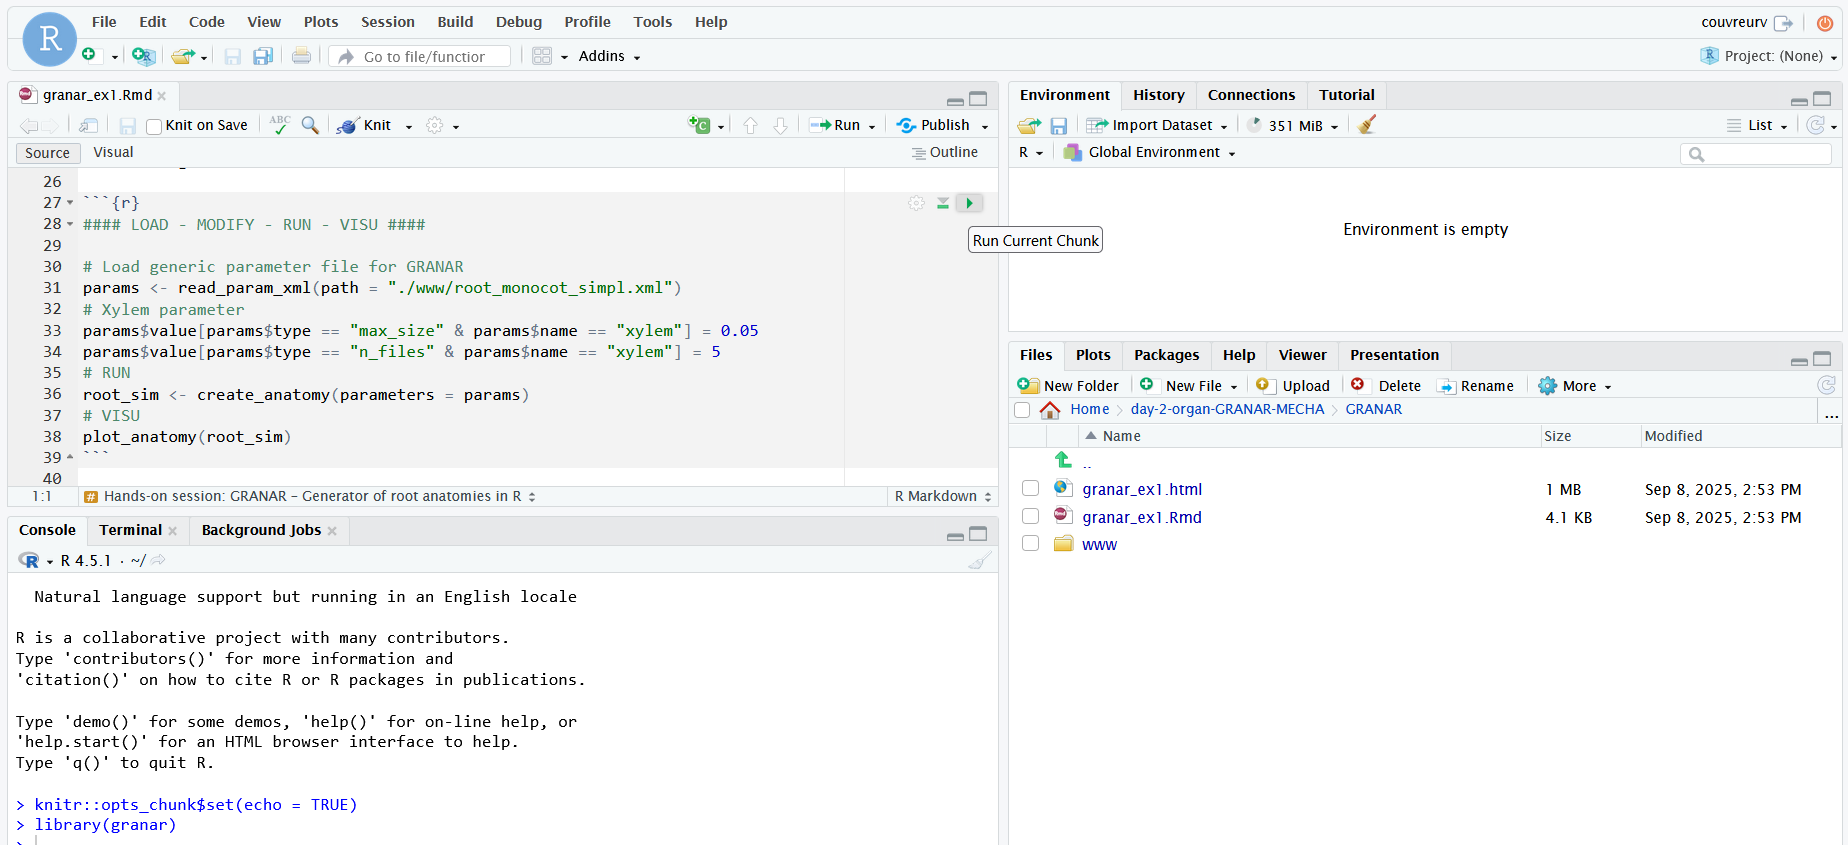 File Edit Code View Plots Session Build Debug Profile Tools Help
couvreurv
R
Go to file/functior
Addins
Project: (None)
granar_ex1.Rmd
Knit on Save
ABC
Knit
Run
Publish
Source Visual
Outline
26
27 ```{r}
28 #### LOAD - MODIFY - RUN - VISU ####
29
30 # Load generic parameter file for GRANAR
31 params <- read_param_xml(path = "./www/root_monocot_simpl.xml")
32 # Xylem parameter
33 params$value[params$type == "max_size" & params$name == "xylem"] = 0.05
34 params$value[params$type == "n_files" & params$name == "xylem"] = 5
35 # RUN
36 root_sim <- create_anatomy(parameters = params)
37 # VISU
38 plot_anatomy(root_sim)
39 ```
40
Run Current Chunk
1:1 # Hands-on session: GRANAR – Generator of root anatomies in R
R Markdown
Console Terminal Background Jobs
R R 4.5.1 · ~/
Natural language support but running in an English locale
R is a collaborative project with many contributors.
Type 'contributors()' for more information and
'citation()' on how to cite R or R packages in publications.
Type 'demo()' for some demos, 'help()' for on-line help, or
'help.start()' for an HTML browser interface to help.
Type 'q()' to quit R.
> knitr::opts_chunk$set(echo = TRUE)
> library(granar)
>
Environment History Connections Tutorial
Import Dataset
351 MiB
List
R Global Environment
Environment is empty
Files Plots Packages Help Viewer Presentation
New Folder New File Upload Delete Rename More
Home day-2-organ-GRANAR-MECHA GRANAR
...
Name Size Modified
..
granar_ex1.html 1 MB Sep 8, 2025, 2:53 PM
granar_ex1.Rmd 4.1 KB Sep 8, 2025, 2:53 PM
www